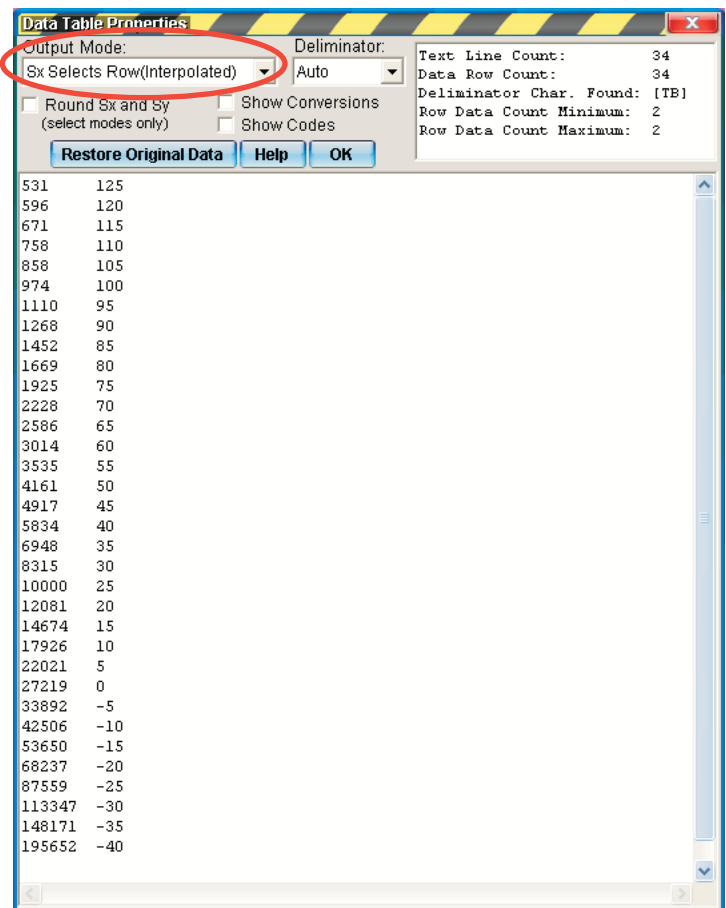 Data Table Properties
Output Mode:
Deliminator:
Sx Selects Row(Interpolated)
Auto
Round Sx and Sy
(select modes only)
Show Conversions
Show Codes
Restore Original Data
Help
OK
Text Line Count: 34
Data Row Count: 34
Deliminator Char. Found: [TB]
Row Data Count Minimum: 2
Row Data Count Maximum: 2
531 125
596 120
671 115
758 110
858 105
974 100
1110 95
1268 90
1452 85
1669 80
1925 75
2228 70
2586 65
3014 60
3535 55
4161 50
4917 45
5834 40
6948 35
8315 30
10000 25
12081 20
14674 15
17926 10
22021 5
27219 0
33892 -5
42506 -10
53650 -15
68237 -20
87559 -25
113347 -30
148171 -35
195652 -40